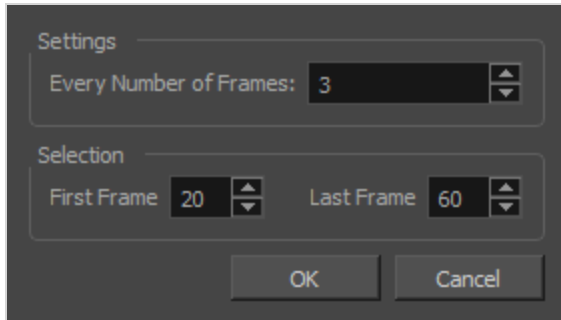 Settings
Every Number of Frames: 3
Selection
First Frame 20 Last Frame 60
OK Cancel